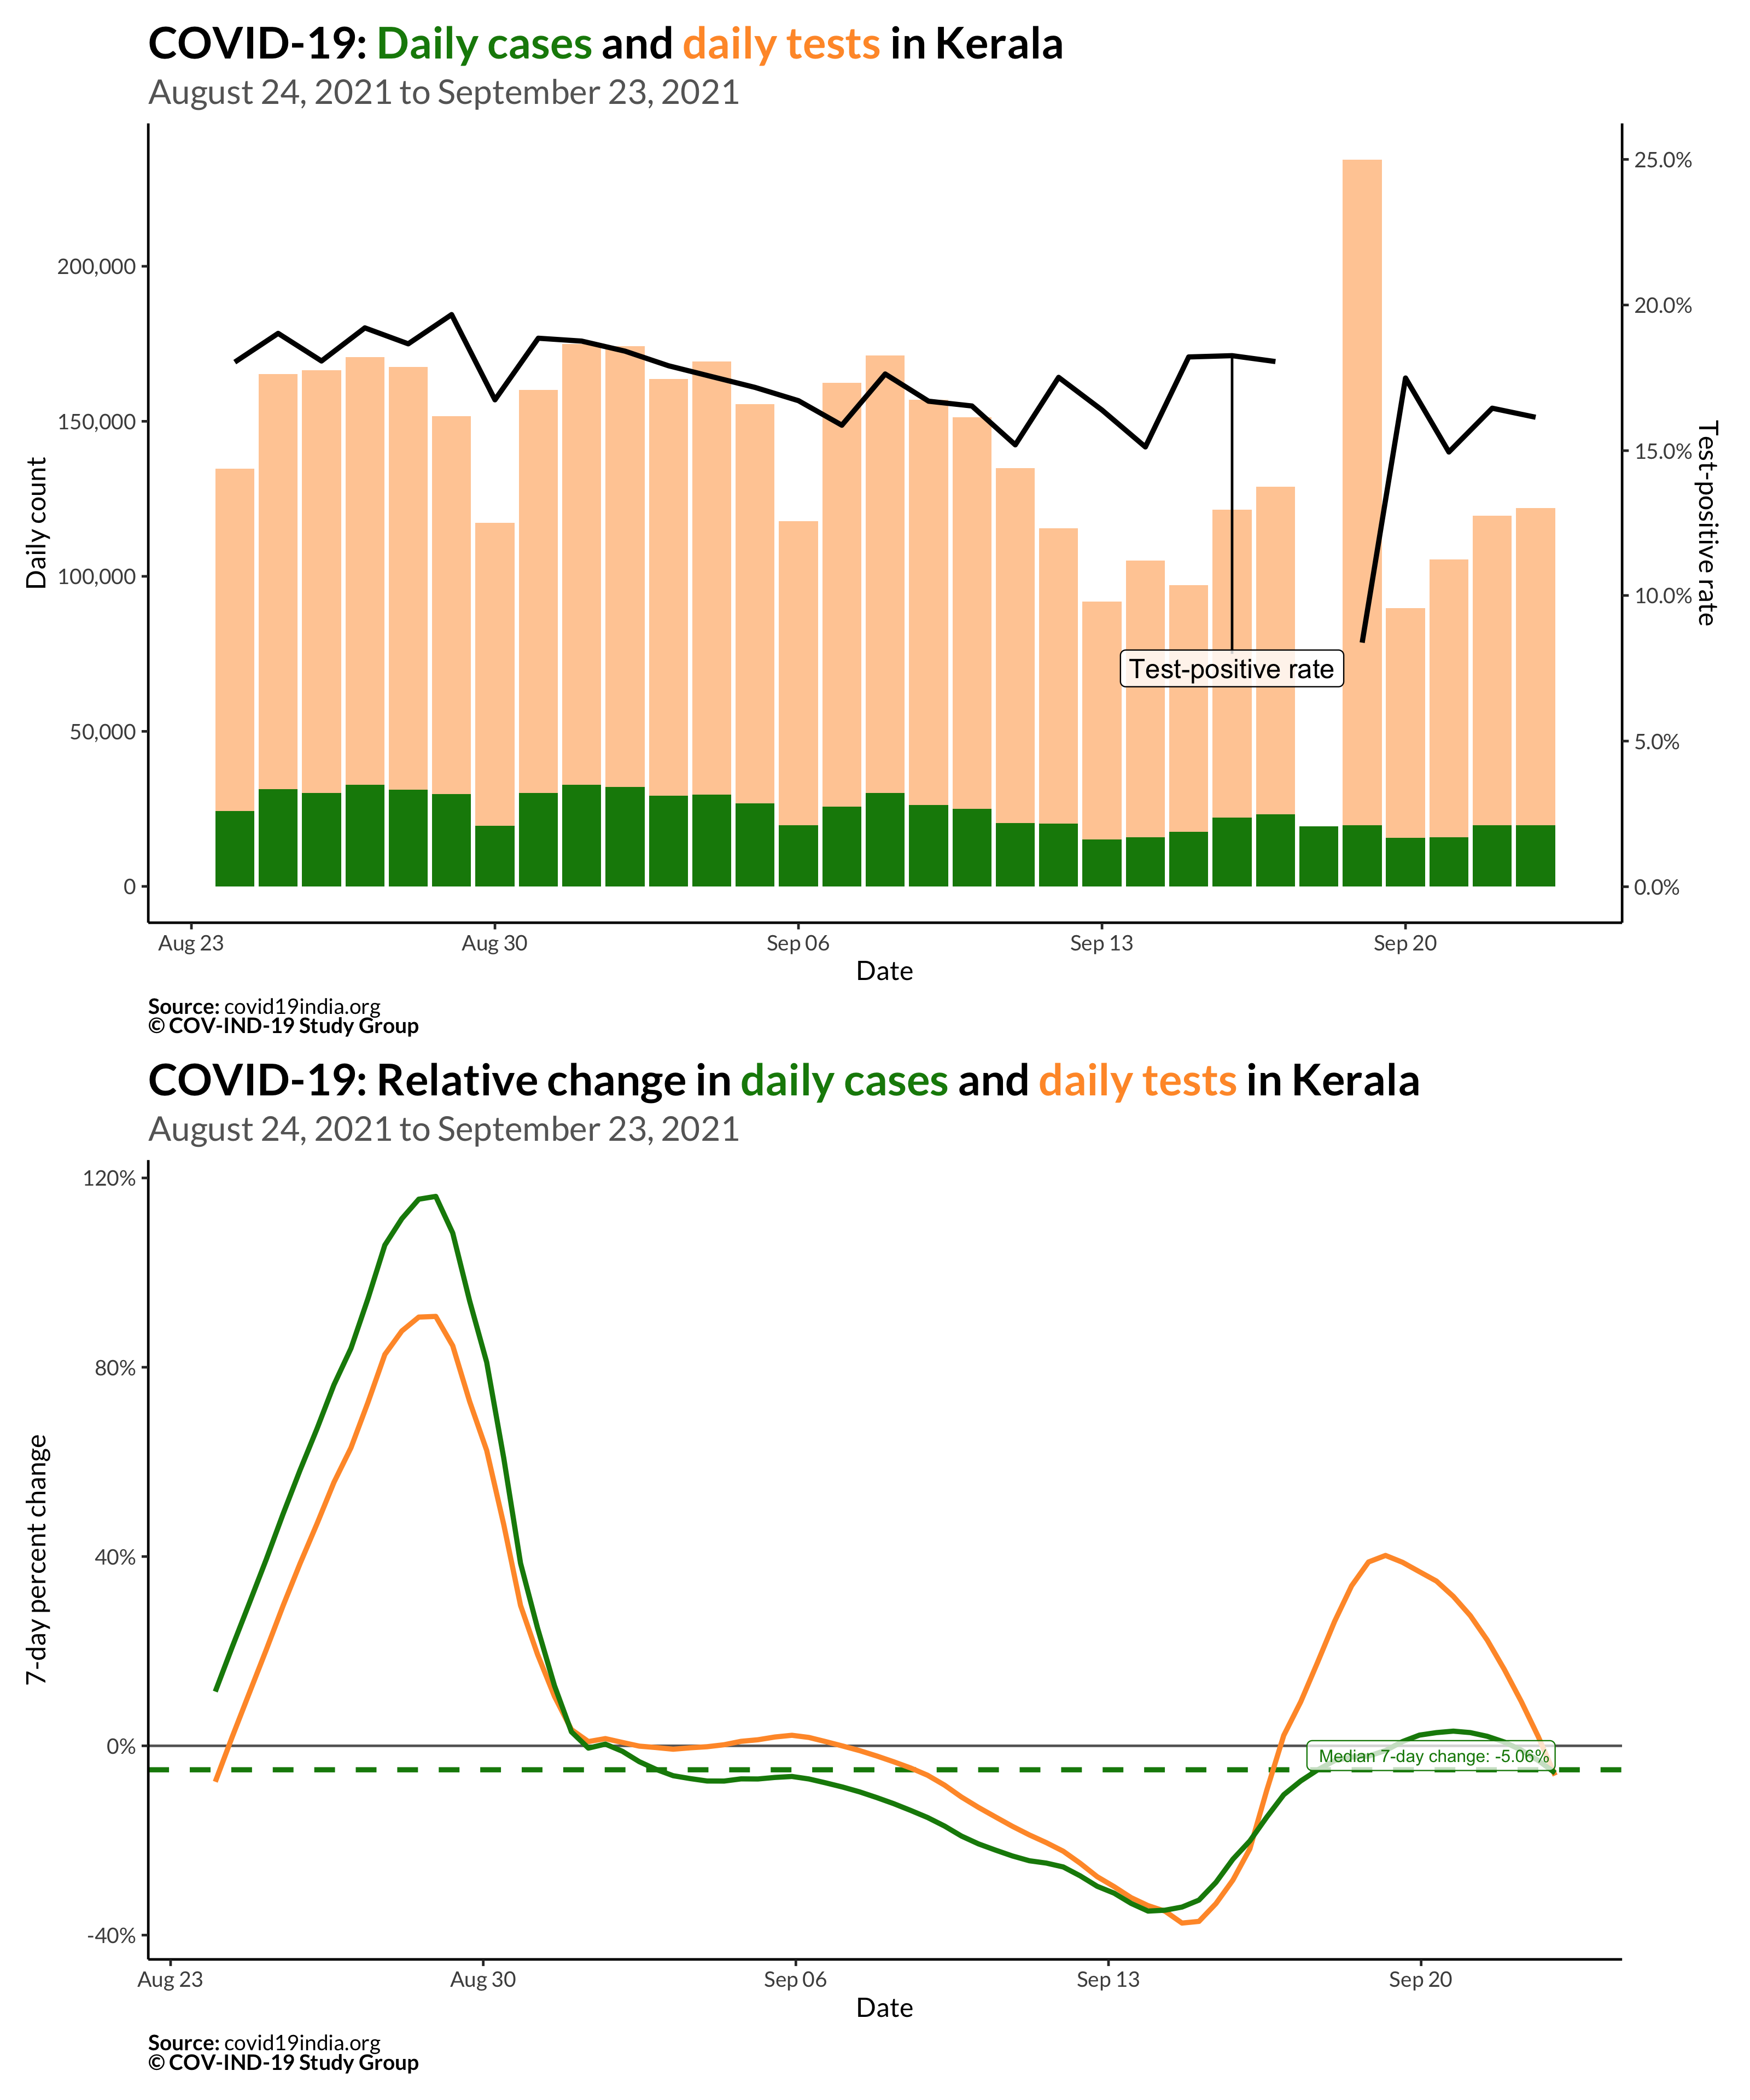 COVID-19: Daily cases and daily tests in Kerala
August 24, 2021 to September 23, 2021
Daily count
200,000
150,000
100,000
50,000
0
25.0%
20.0%
15.0%
10.0%
5.0%
0.0%
Test-positive rate
Test-positive rate
Aug 23
Aug 30
Sep 06
Sep 13
Sep 20
Date
Source: covid19india.org
© COV-IND-19 Study Group
COVID-19: Relative change in daily cases and daily tests in Kerala
August 24, 2021 to September 23, 2021
7-day percent change
120%
80%
40%
0%
-40%
Median 7-day change: -5.06%
Aug 23
Aug 30
Sep 06
Sep 13
Sep 20
Date
Source: covid19india.org
© COV-IND-19 Study Group